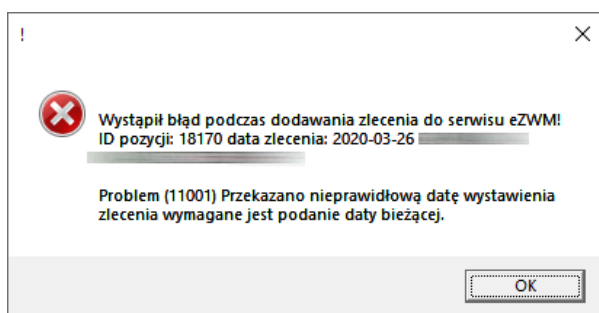 !
Wystąpił błąd podczas dodawania zlecenia do serwisu eZWM!
ID pozycji: 18170 data zlecenia: 2020-03-26
Problem (11001) Przekazano nieprawidłową datę wystawienia
zlecenia wymagane jest podanie daty bieżącej.
OK